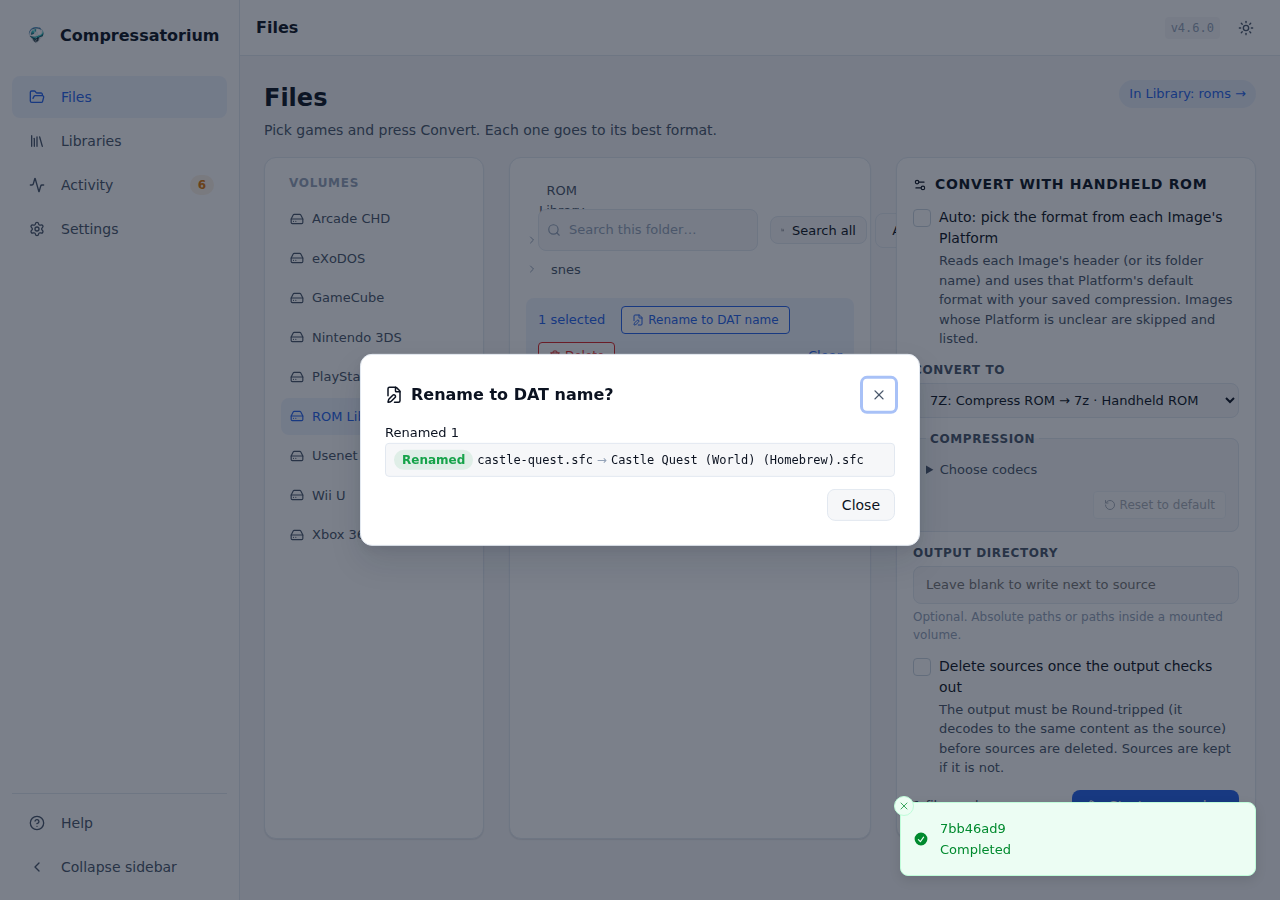 Compressatorium
Files
Libraries
Activity
6
Settings
Help
Collapse sidebar
Files
v4.6.0
Files
Pick games and press Convert. Each one goes to its best format.
In Library: roms →
VOLUMES
Arcade CHD
eXoDOS
GameCube
Nintendo 3DS
ROM
Usenet
Wii U
Xbox
ROM
Library
Search this folder…
Search all
snes
1 selected
Rename to DAT name
Delete
Clear
CONVERT WITH HANDHELD ROM
Auto: pick the format from each Image's
Platform
Reads each Image's header (or its folder
name) and uses that Platform's default
format with your saved compression. Images
whose Platform is unclear are skipped and
listed.
CONVERT TO
7Z: Compress ROM → 7z · Handheld ROM
COMPRESSION
Choose codecs
Reset to default
OUTPUT DIRECTORY
Leave blank to write next to source
Optional. Absolute paths or paths inside a mounted
volume.
Delete sources once the output checks
out
The output must be Round-tripped (it
decodes to the same content as the source)
before sources are deleted. Sources are kept
if it is not.
Rename to DAT name?
Renamed 1
Renamed castle-quest.sfc → Castle Quest (World) (Homebrew).sfc
Close
7bb46ad9
Completed